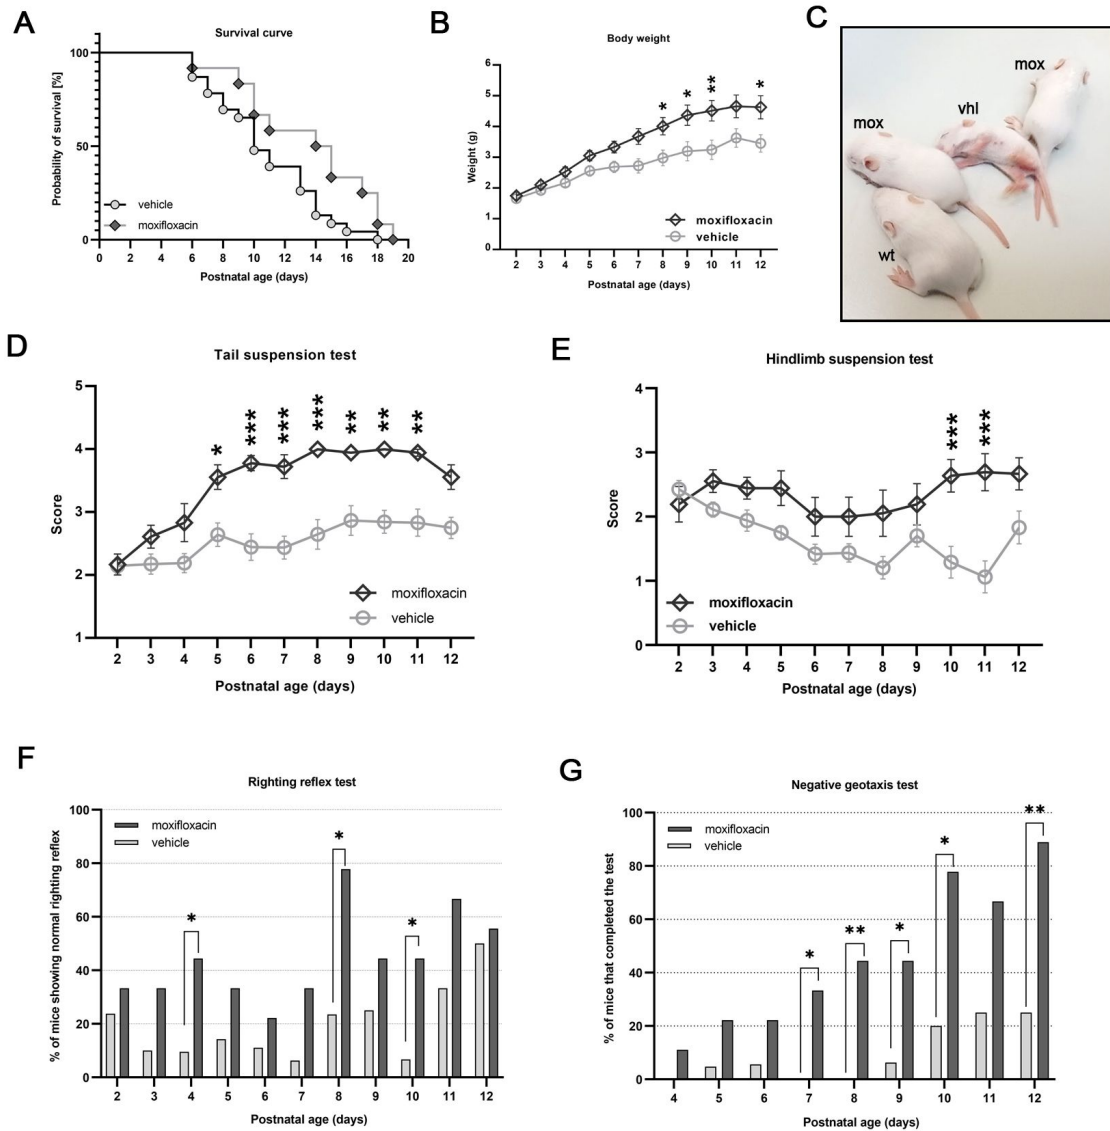 A
Survival curve
Probability of survival [%]
100
50
0
vehicle
moxifloxacin
0 2 4 6 8 10 12 14 16 18 20
Postnatal age (days)
B
Body weight
Weight (g)
6
5
4
3
2
1
0
* * ** *
moxifloxacin
vehicle
2 3 4 5 6 7 8 9 10 11 12
Postnatal age (days)
C
mox
vhl
mox
wt
D
Tail suspension test
Score
5
4
3
2
1
* *** *** *** ** ** **
moxifloxacin
vehicle
2 3 4 5 6 7 8 9 10 11 12
Postnatal age (days)
E
Hindlimb suspension test
Score
4
3
2
1
0
*** ***
moxifloxacin
vehicle
2 3 4 5 6 7 8 9 10 11 12
Postnatal age (days)
F
Righting reflex test
% of mice showing normal righting reflex
100
80
60
40
20
0
moxifloxacin
vehicle
* * *
2 3 4 5 6 7 8 9 10 11 12
Postnatal age (days)
G
Negative geotaxis test
% of mice that completed the test
100
80
60
40
20
0
moxifloxacin
vehicle
* ** * * **
4 5 6 7 8 9 10 11 12
Postnatal age (days)